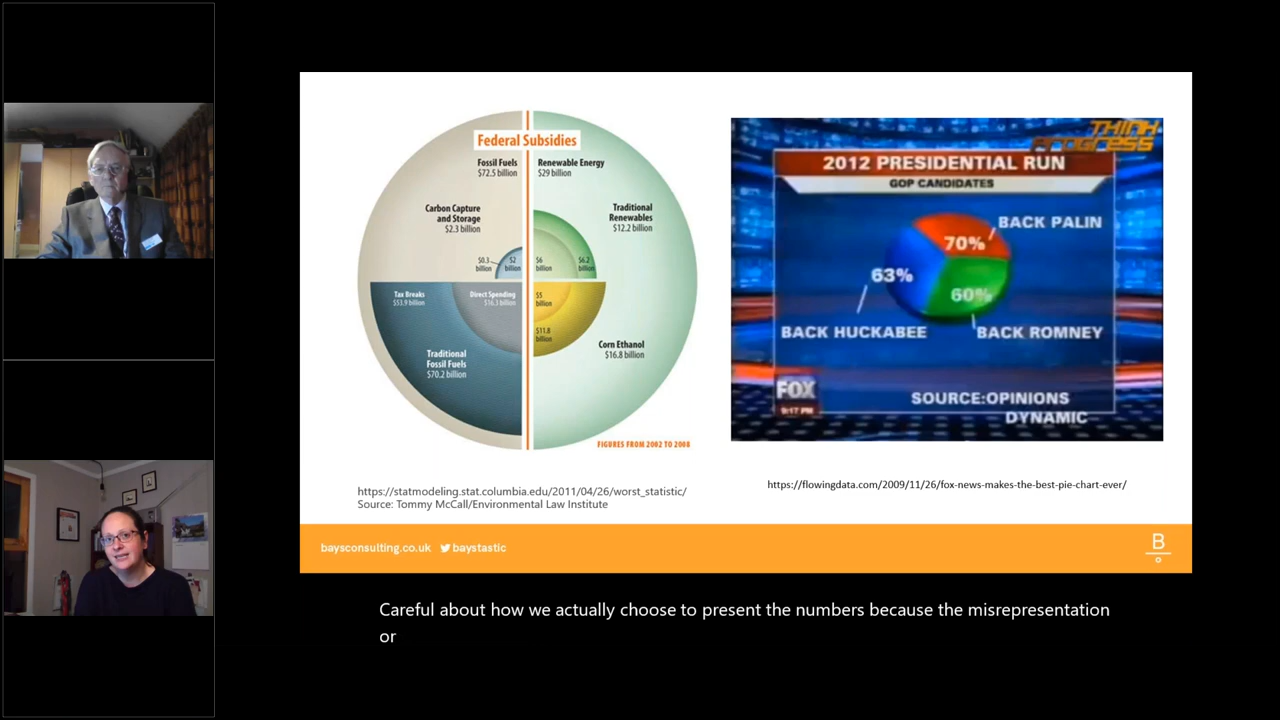 Federal Subsidies
Fossil Fuels
$72.5 billion
Renewable Energy
$29 billion
Carbon Capture
and Storage
$2.3 billion
Traditional
Renewables
$12.2 billion
$0.3
billion
$2
billion
$6
billion
$6.2
billion
Tax Breaks
$53.9 billion
Direct Spending
$16.3 billion
$5
billion
$11.8
billion
Traditional
Fossil Fuels
$70.2 billion
Corn Ethanol
$16.8 billion
FIGURES FROM 2002 TO 2008
https://statmodeling.stat.columbia.edu/2011/04/26/worst_statistic/
Source: Tommy McCall/Environmental Law Institute
THINK
PROGRESS
2012 PRESIDENTIAL RUN
GOP CANDIDATES
BACK PALIN
70%
63%
60%
BACK HUCKABEE
BACK ROMNEY
FOX
9:17 PM
SOURCE:OPINIONS
DYNAMIC
https://flowingdata.com/2009/11/26/fox-news-makes-the-best-pie-chart-ever/
baysconsulting.co.uk baystastic
B
Careful about how we actually choose to present the numbers because the misrepresentation
or